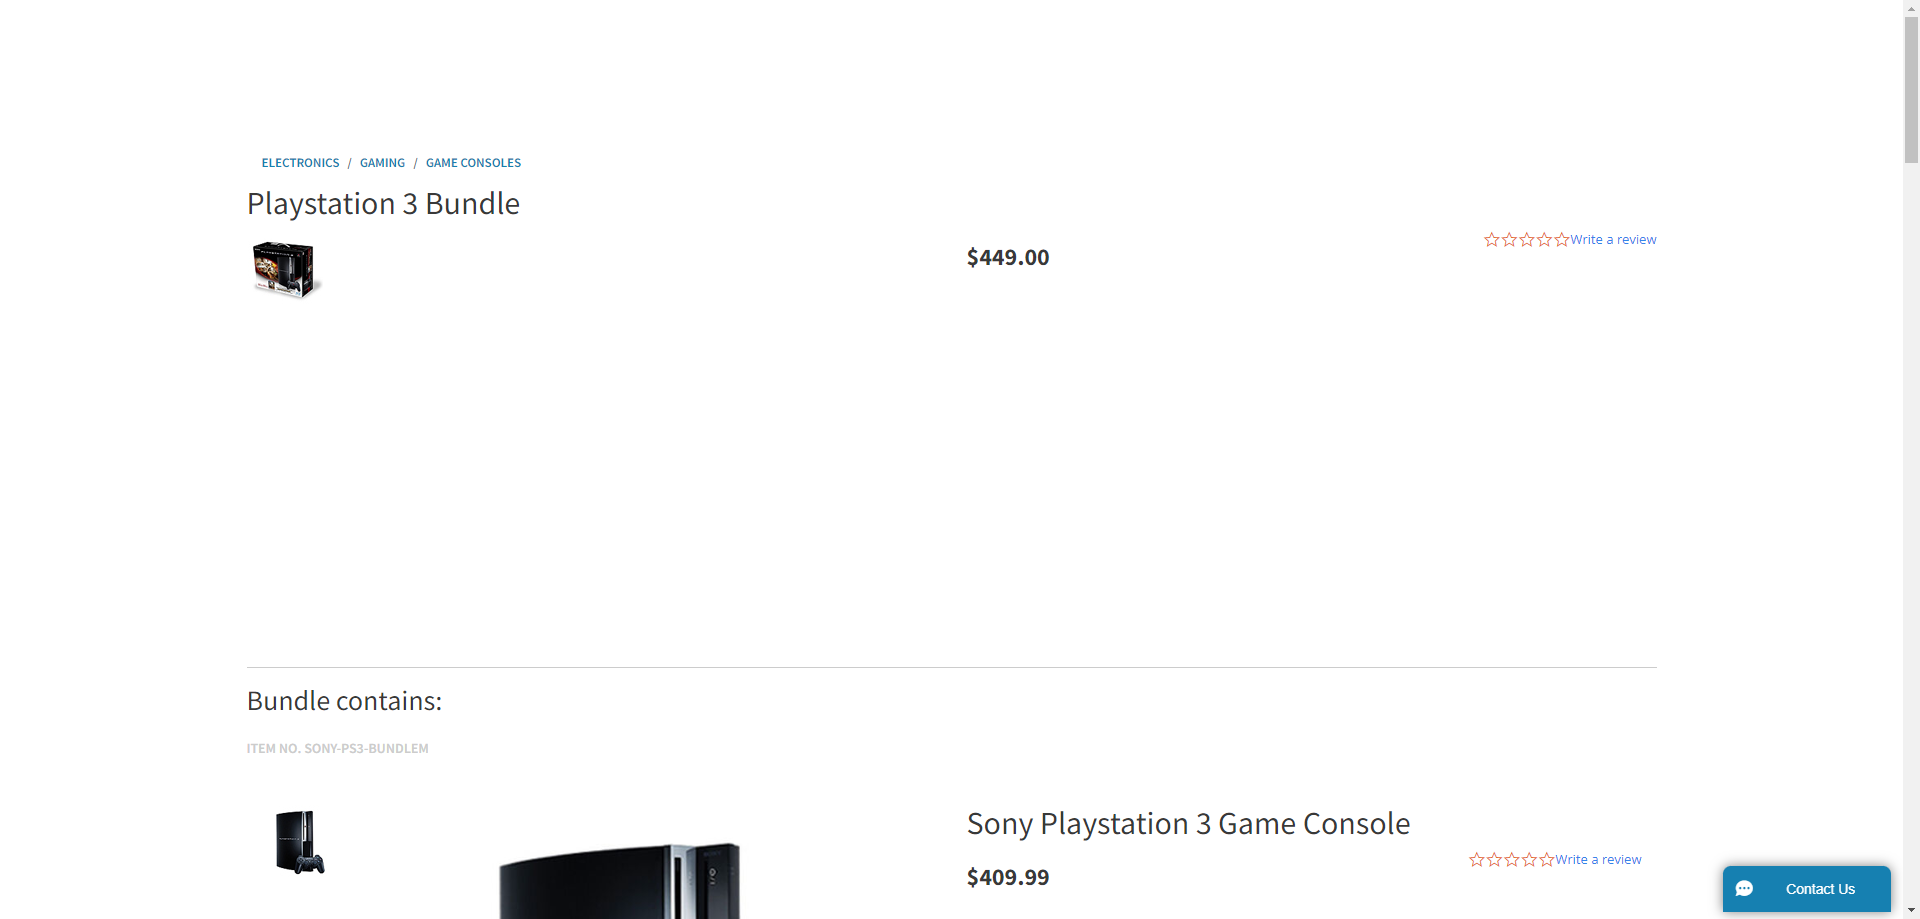 ELECTRONICS / GAMING / GAME CONSOLES
Playstation 3 Bundle
$449.00
Write a review
Bundle contains:
ITEM NO. SONY-PS3-BUNDLEM
Sony Playstation 3 Game Console
$409.99
Write a review
Contact Us